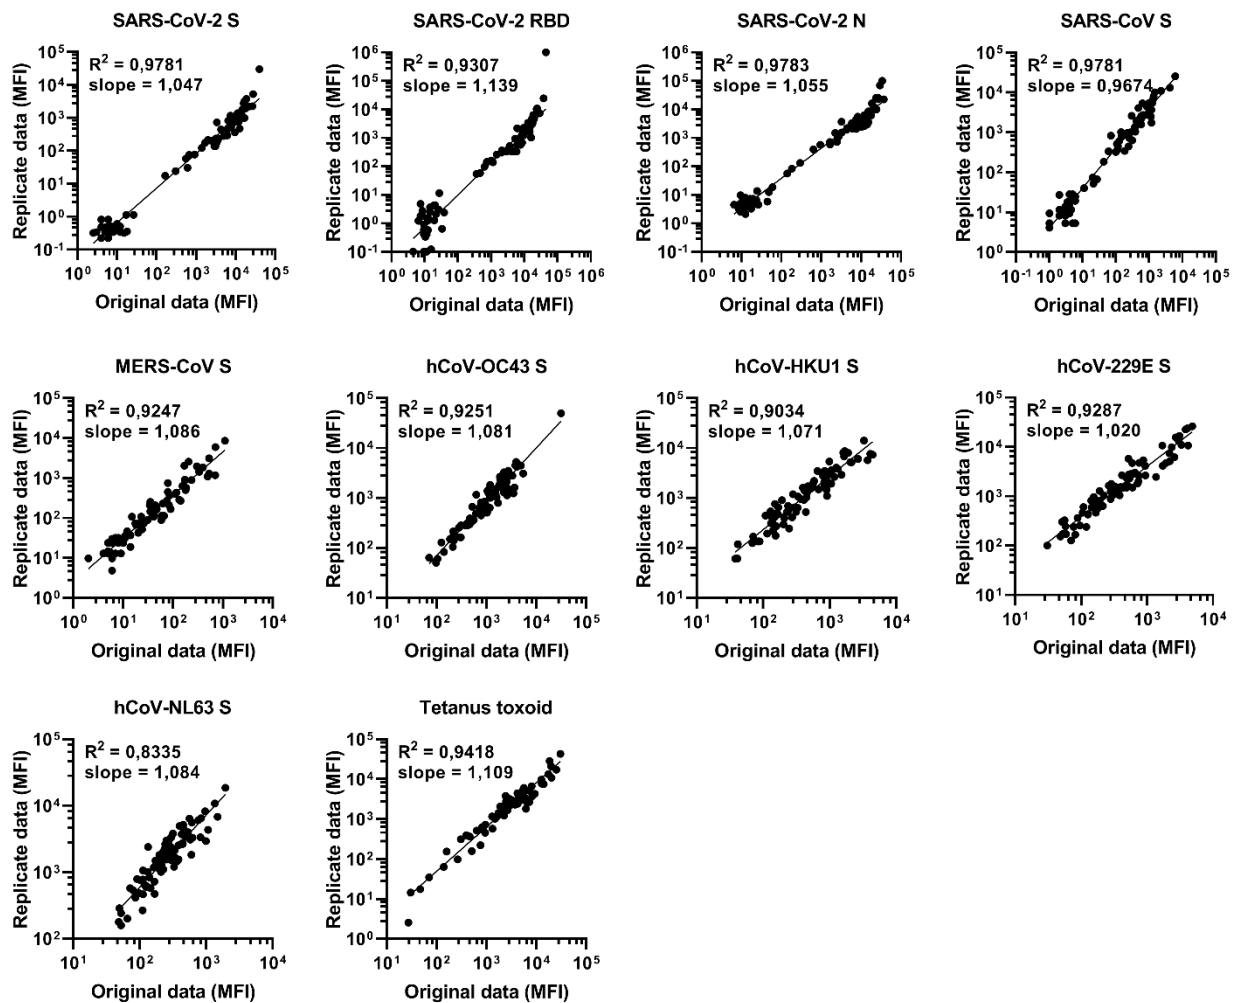 SARS-CoV-2 S
R² = 0,9781
slope = 1,047
Replicate data (MFI)
10⁵
10⁴
10³
10²
10¹
10⁰
10⁻¹
10⁰ 10¹ 10² 10³ 10⁴ 10⁵
Original data (MFI)
SARS-CoV-2 RBD
R² = 0,9307
slope = 1,139
Replicate data (MFI)
10⁶
10⁵
10⁴
10³
10²
10¹
10⁰
10⁻¹
10⁰ 10¹ 10² 10³ 10⁴ 10⁵ 10⁶
Original data (MFI)
SARS-CoV-2 N
R² = 0,9783
slope = 1,055
Replicate data (MFI)
10⁶
10⁵
10⁴
10³
10²
10¹
10⁰
10⁻¹
10⁰ 10¹ 10² 10³ 10⁴ 10⁵
Original data (MFI)
SARS-CoV S
R² = 0,9781
slope = 0,9674
Replicate data (MFI)
10⁵
10⁴
10³
10²
10¹
10⁰
10⁻¹ 10⁰ 10¹ 10² 10³ 10⁴ 10⁵
Original data (MFI)
MERS-CoV S
R² = 0,9247
slope = 1,086
Replicate data (MFI)
10⁵
10⁴
10³
10²
10¹
10⁰
10⁰ 10¹ 10² 10³ 10⁴
Original data (MFI)
hCoV-OC43 S
R² = 0,9251
slope = 1,081
Replicate data (MFI)
10⁵
10⁴
10³
10²
10¹
10¹ 10² 10³ 10⁴ 10⁵
Original data (MFI)
hCoV-HKU1 S
R² = 0,9034
slope = 1,071
Replicate data (MFI)
10⁵
10⁴
10³
10²
10¹
10¹ 10² 10³ 10⁴
Original data (MFI)
hCoV-229E S
R² = 0,9287
slope = 1,020
Replicate data (MFI)
10⁵
10⁴
10³
10²
10¹
10¹ 10² 10³ 10⁴
Original data (MFI)
hCoV-NL63 S
R² = 0,8335
slope = 1,084
Replicate data (MFI)
10⁵
10⁴
10³
10²
10¹ 10² 10³ 10⁴
Original data (MFI)
Tetanus toxoid
R² = 0,9418
slope = 1,109
Replicate data (MFI)
10⁵
10⁴
10³
10²
10¹
10⁰
10¹ 10² 10³ 10⁴ 10⁵
Original data (MFI)